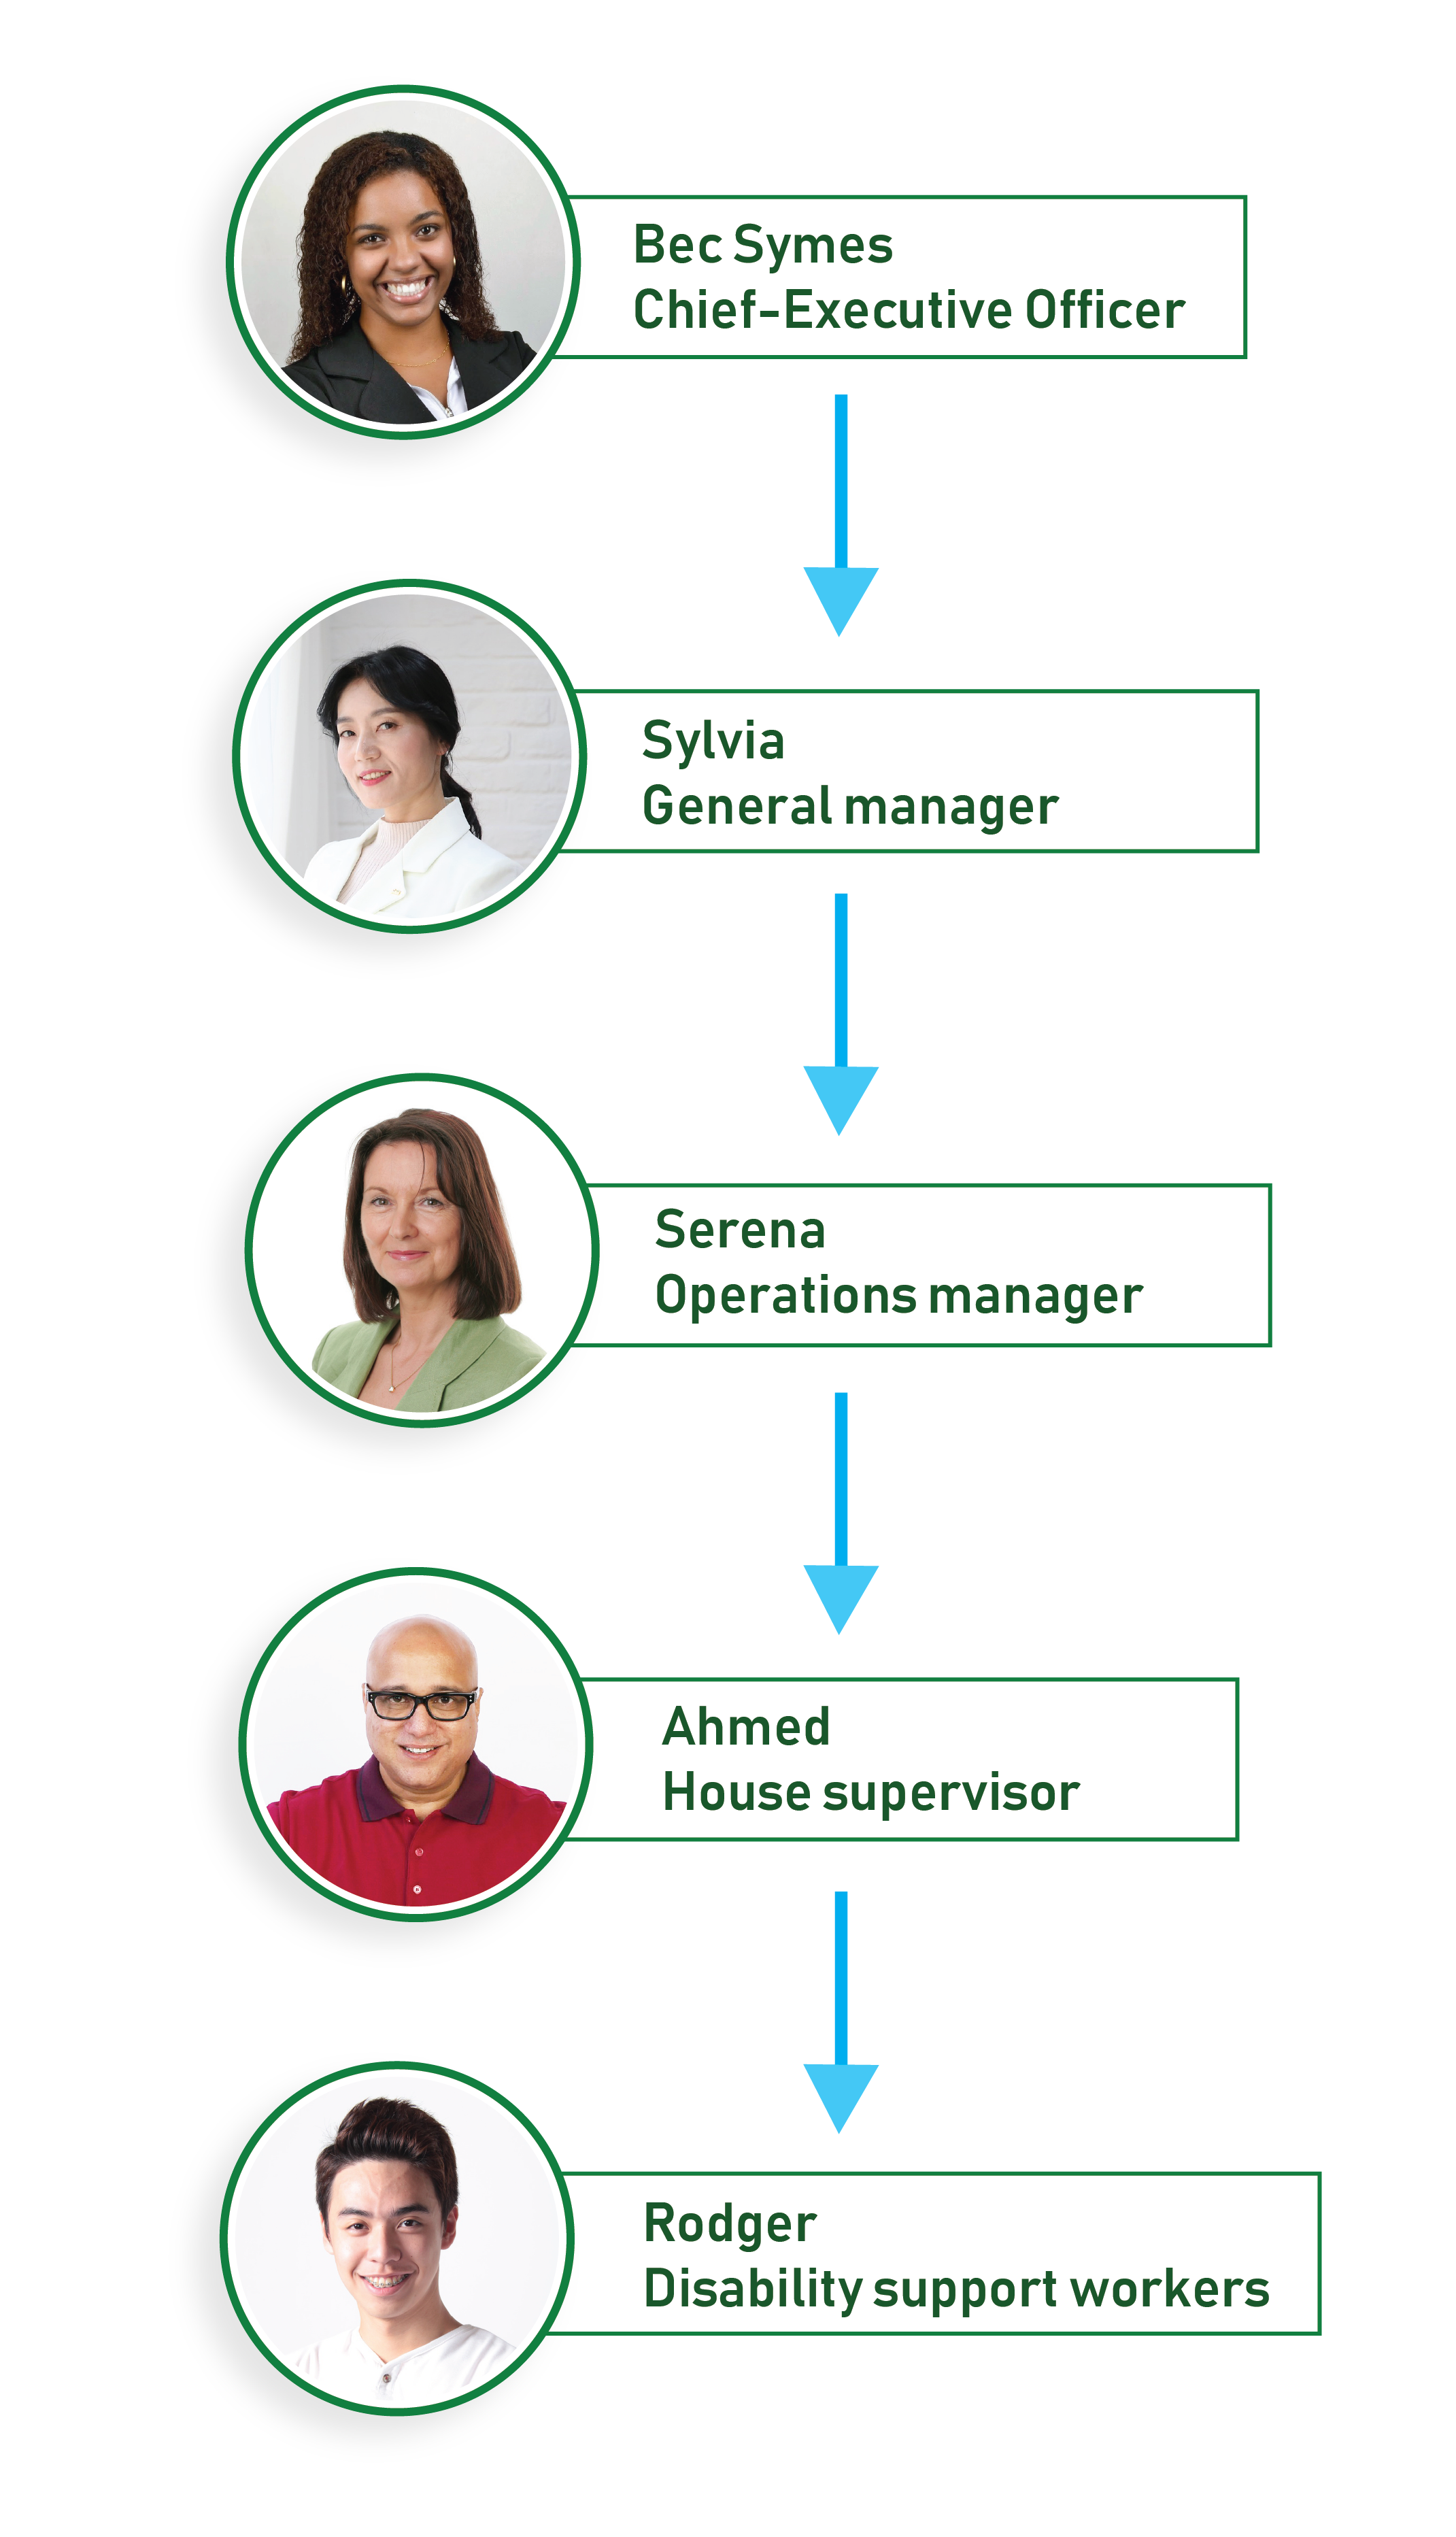 Bec Symes
Chief-Executive Officer
Sylvia
General manager
Serena
Operations manager
Ahmed
House supervisor
Rodger
Disability support workers